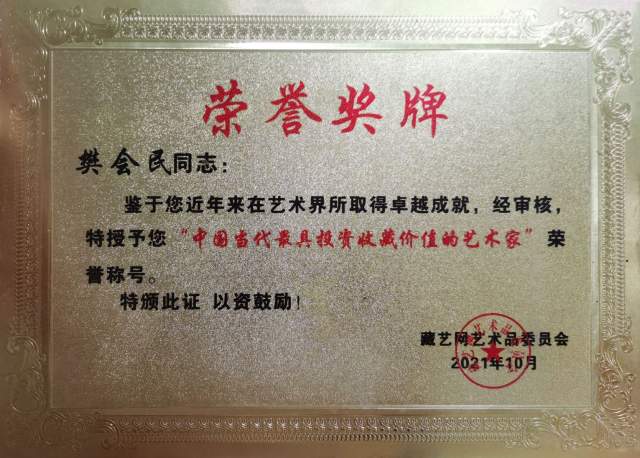 荣誉奖牌
樊会民同志：
鉴于您近年来在艺术界所取得卓越成就，经审核，
特授予您“中国当代最具投资收藏价值的艺术家”荣
誉称号。
特颁此证 以资鼓励！
藏艺网艺术品委员会
2021年10月